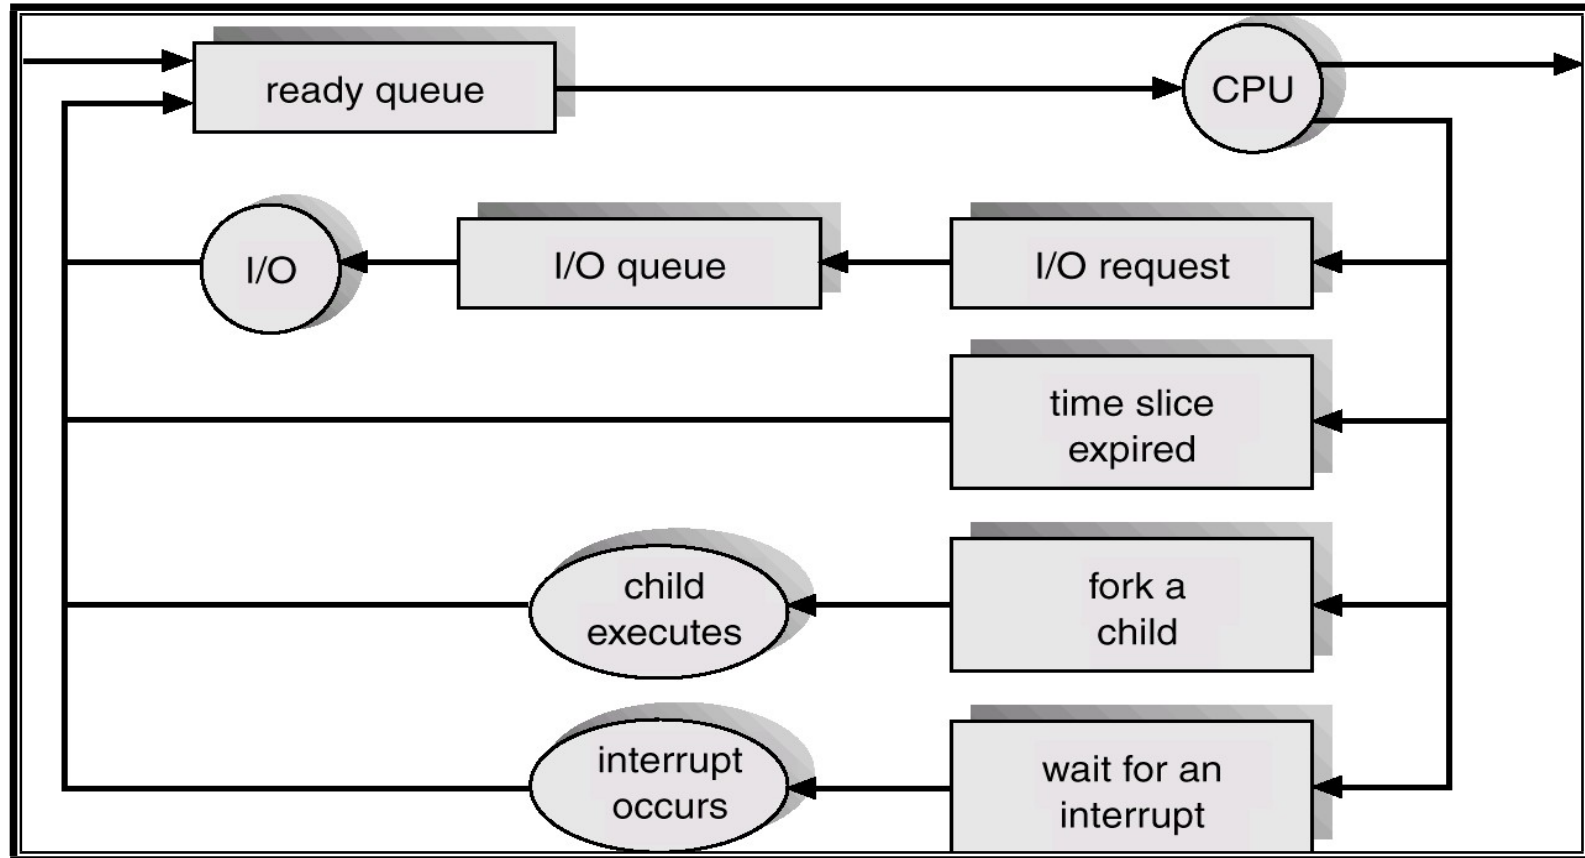 ready queue
CPU
I/O
I/O queue
I/O request
time slice
expired
child
executes
fork a
child
interrupt
occurs
wait for an
interrupt